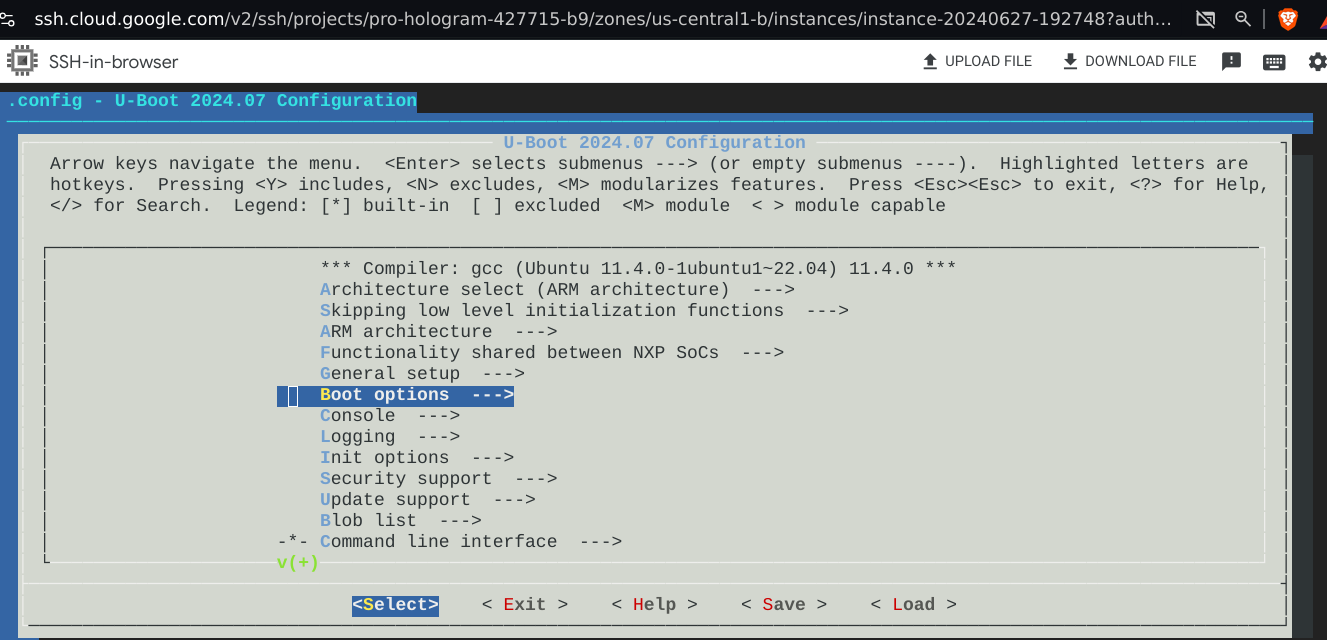 ssh.cloud.google.com/v2/ssh/projects/pro-hologram-427715-b9/zones/us-central1-b/instances/instance-20240627-192748?auth...
SSH-in-browser
UPLOAD FILE
DOWNLOAD FILE
.config - U-Boot 2024.07 Configuration
U-Boot 2024.07 Configuration
Arrow keys navigate the menu.  <Enter> selects submenus ---> (or empty submenus ----).  Highlighted letters are
hotkeys.  Pressing <Y> includes, <N> excludes, <M> modularizes features.  Press <Esc><Esc> to exit, <?> for Help,
</> for Search.  Legend: [*] built-in  [ ] excluded  <M> module  < > module capable
*** Compiler: gcc (Ubuntu 11.4.0-1ubuntu1~22.04) 11.4.0 ***
Architecture select (ARM architecture)  --->
Skipping low level initialization functions  --->
ARM architecture  --->
Functionality shared between NXP SoCs  --->
General setup  --->
Boot options  --->
Console  --->
Logging  --->
Init options  --->
Security support  --->
Update support  --->
Blob list  --->
-*- Command line interface  --->
v(+)
<Select>    < Exit >    < Help >    < Save >    < Load >